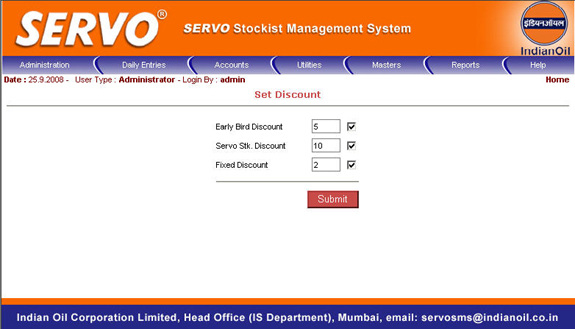 SERVO®
SERVO Stockist Management System
इंडियनऑयल
IndianOil
Administration Daily Entries Accounts Utilities Masters Reports Help
Date : 25.9.2008 - User Type : Administrator - Login By : admin Home
Set Discount
Early Bird Discount 5
Servo Stk. Discount 10
Fixed Discount 2
Submit
Indian Oil Corporation Limited, Head Office (IS Department), Mumbai, email: servosms@indianoil.co.in